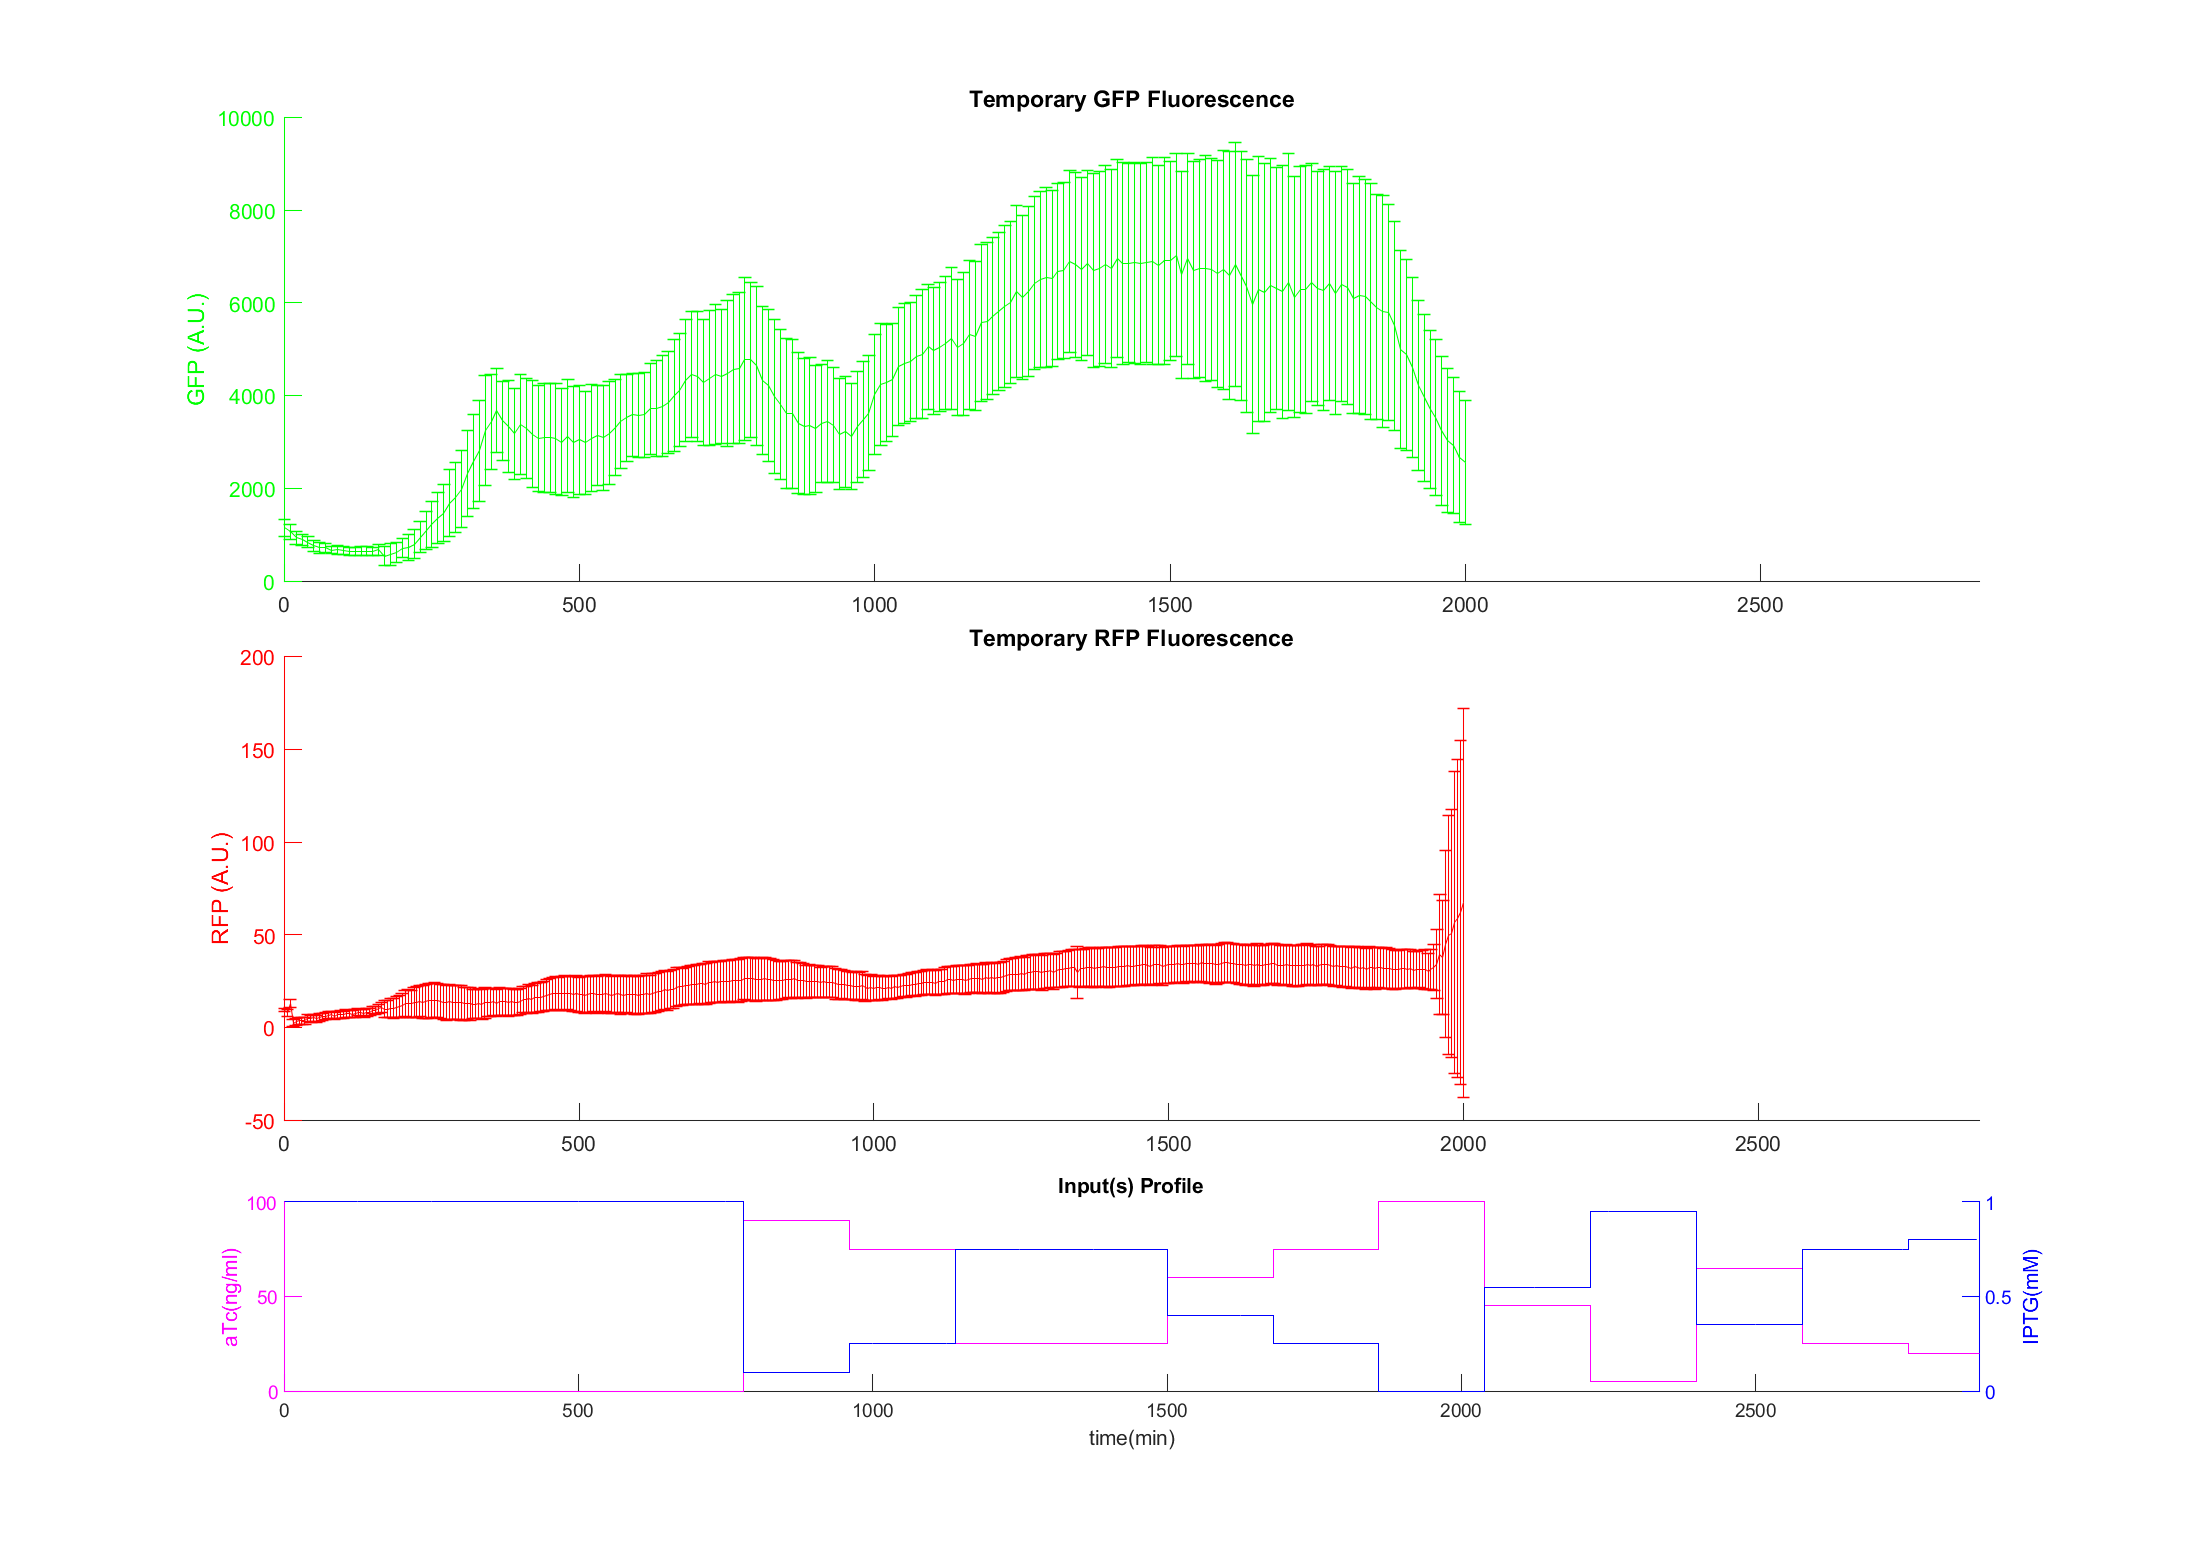 Temporary GFP Fluorescence
10000
8000
6000
4000
2000
0
GFP (A.U.)
0 500 1000 1500 2000 2500
Temporary RFP Fluorescence
200
150
100
50
0
-50
RFP (A.U.)
0 500 1000 1500 2000 2500
Input(s) Profile
100
50
0
aTc(ng/ml)
1
0.5
0
IPTG(mM)
0 500 1000 1500 2000 2500
time(min)